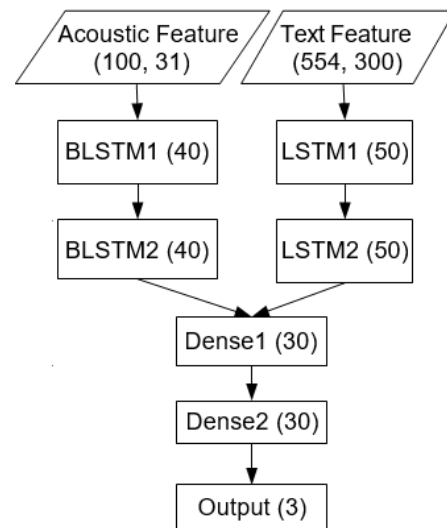 Acoustic Feature
(100, 31)
Text Feature
(554, 300)
BLSTM1 (40)
LSTM1 (50)
BLSTM2 (40)
LSTM2 (50)
Dense1 (30)
Dense2 (30)
Output (3)